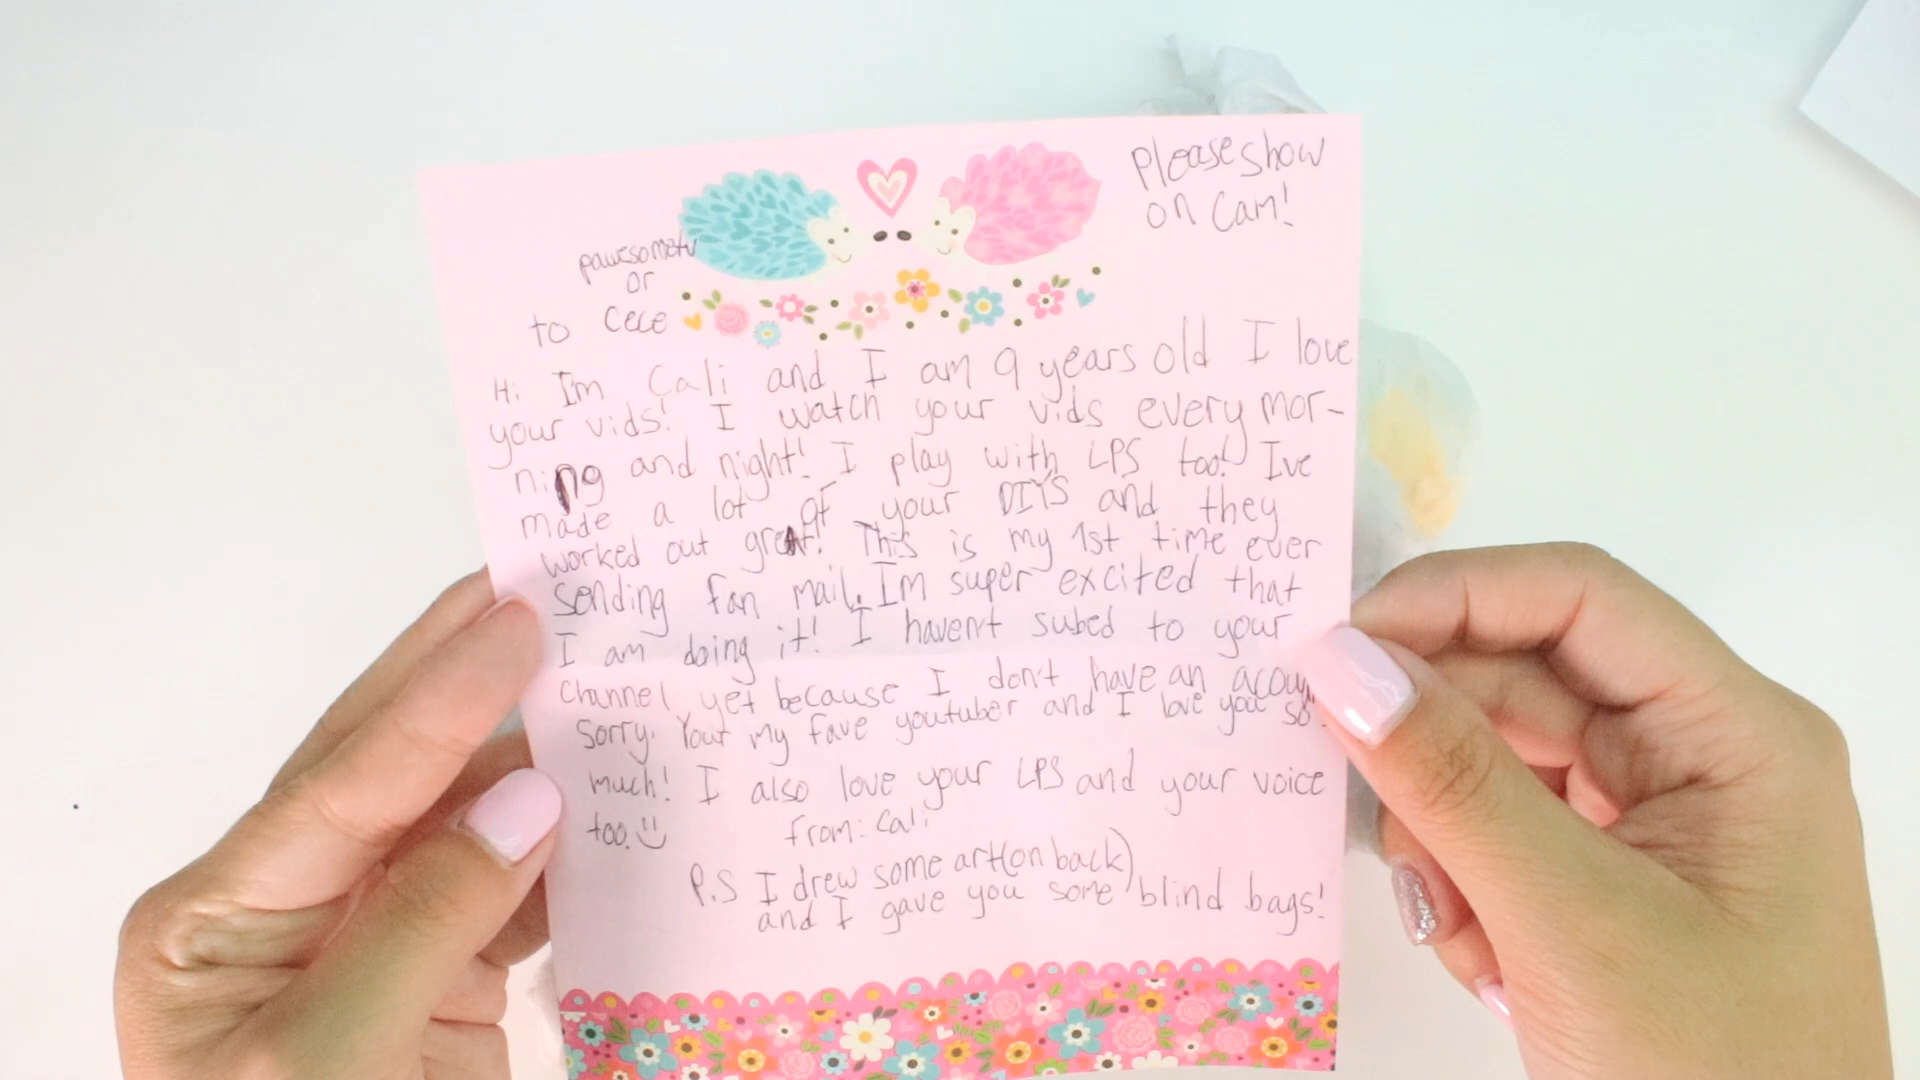 Please show
on Cam!
pawesometv
or
to Cece
Hi I'm Cali and I am 9 years old I love
your vids! I watch your vids every mor-
ning and night! I play with LPS too! Ive
made a lot of your DIYS and they
worked out great! This is my 1st time ever
sending fan mail. Im super excited that
I am doing it! I havent subed to your
channel yet because I don't have an
sorry. Your my fave youtuber and I love you so
much! I also love your LPS and your voice
too.
from: Cali
P.S I drew some art(on back)
and I gave you some blind bags!